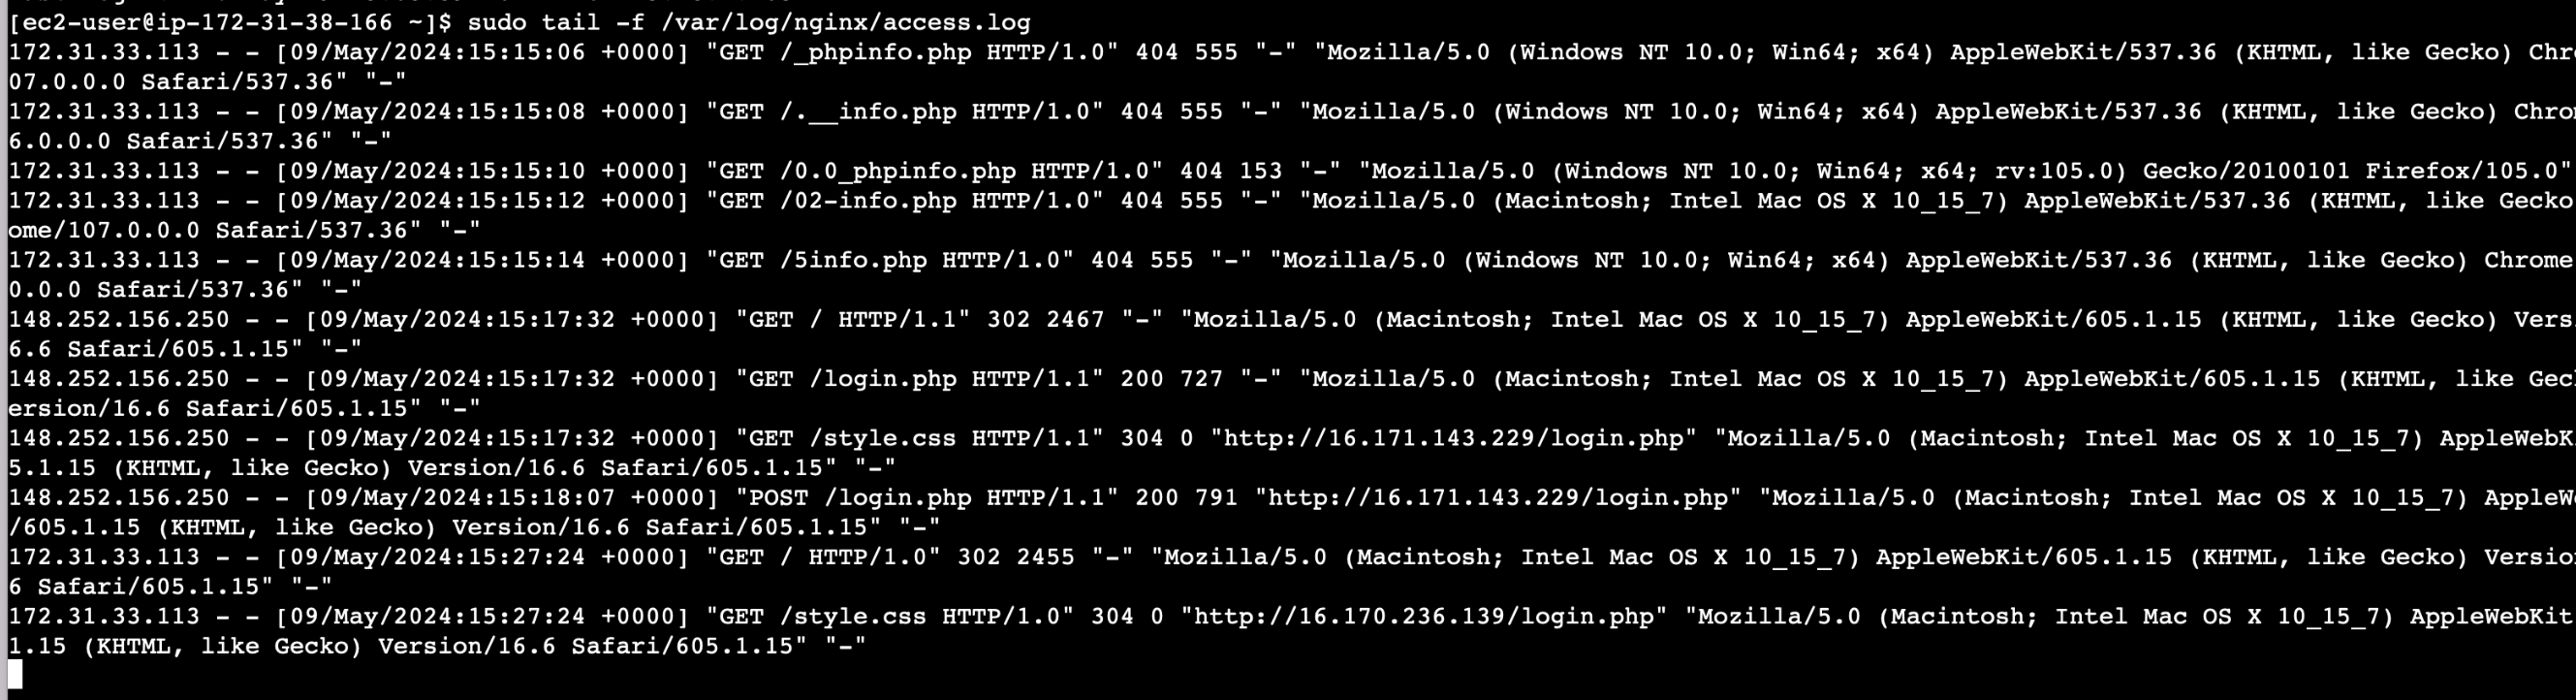 [ec2-user@ip-172-31-38-166 ~]$ sudo tail -f /var/log/nginx/access.log
172.31.33.113 - - [09/May/2024:15:15:06 +0000] "GET /_phpinfo.php HTTP/1.0" 404 555 "-" "Mozilla/5.0 (Windows NT 10.0; Win64; x64) AppleWebKit/537.36 (KHTML, like Gecko) Chr
07.0.0.0 Safari/537.36" "-"
172.31.33.113 - - [09/May/2024:15:15:08 +0000] "GET /.__info.php HTTP/1.0" 404 555 "-" "Mozilla/5.0 (Windows NT 10.0; Win64; x64) AppleWebKit/537.36 (KHTML, like Gecko) Chro
6.0.0.0 Safari/537.36" "-"
172.31.33.113 - - [09/May/2024:15:15:10 +0000] "GET /0.0_phpinfo.php HTTP/1.0" 404 153 "-" "Mozilla/5.0 (Windows NT 10.0; Win64; x64; rv:105.0) Gecko/20100101 Firefox/105.0"
172.31.33.113 - - [09/May/2024:15:15:12 +0000] "GET /02-info.php HTTP/1.0" 404 555 "-" "Mozilla/5.0 (Macintosh; Intel Mac OS X 10_15_7) AppleWebKit/537.36 (KHTML, like Gecko
ome/107.0.0.0 Safari/537.36" "-"
172.31.33.113 - - [09/May/2024:15:15:14 +0000] "GET /5info.php HTTP/1.0" 404 555 "-" "Mozilla/5.0 (Windows NT 10.0; Win64; x64) AppleWebKit/537.36 (KHTML, like Gecko) Chrome
0.0.0 Safari/537.36" "-"
148.252.156.250 - - [09/May/2024:15:17:32 +0000] "GET / HTTP/1.1" 302 2467 "-" "Mozilla/5.0 (Macintosh; Intel Mac OS X 10_15_7) AppleWebKit/605.1.15 (KHTML, like Gecko) Vers
6.6 Safari/605.1.15" "-"
148.252.156.250 - - [09/May/2024:15:17:32 +0000] "GET /login.php HTTP/1.1" 200 727 "-" "Mozilla/5.0 (Macintosh; Intel Mac OS X 10_15_7) AppleWebKit/605.1.15 (KHTML, like Gec
ersion/16.6 Safari/605.1.15" "-"
148.252.156.250 - - [09/May/2024:15:17:32 +0000] "GET /style.css HTTP/1.1" 304 0 "http://16.171.143.229/login.php" "Mozilla/5.0 (Macintosh; Intel Mac OS X 10_15_7) AppleWebK
5.1.15 (KHTML, like Gecko) Version/16.6 Safari/605.1.15" "-"
148.252.156.250 - - [09/May/2024:15:18:07 +0000] "POST /login.php HTTP/1.1" 200 791 "http://16.171.143.229/login.php" "Mozilla/5.0 (Macintosh; Intel Mac OS X 10_15_7) AppleW
/605.1.15 (KHTML, like Gecko) Version/16.6 Safari/605.1.15" "-"
172.31.33.113 - - [09/May/2024:15:27:24 +0000] "GET / HTTP/1.0" 302 2455 "-" "Mozilla/5.0 (Macintosh; Intel Mac OS X 10_15_7) AppleWebKit/605.1.15 (KHTML, like Gecko) Versio
6 Safari/605.1.15" "-"
172.31.33.113 - - [09/May/2024:15:27:24 +0000] "GET /style.css HTTP/1.0" 304 0 "http://16.170.236.139/login.php" "Mozilla/5.0 (Macintosh; Intel Mac OS X 10_15_7) AppleWebKit
1.15 (KHTML, like Gecko) Version/16.6 Safari/605.1.15" "-"